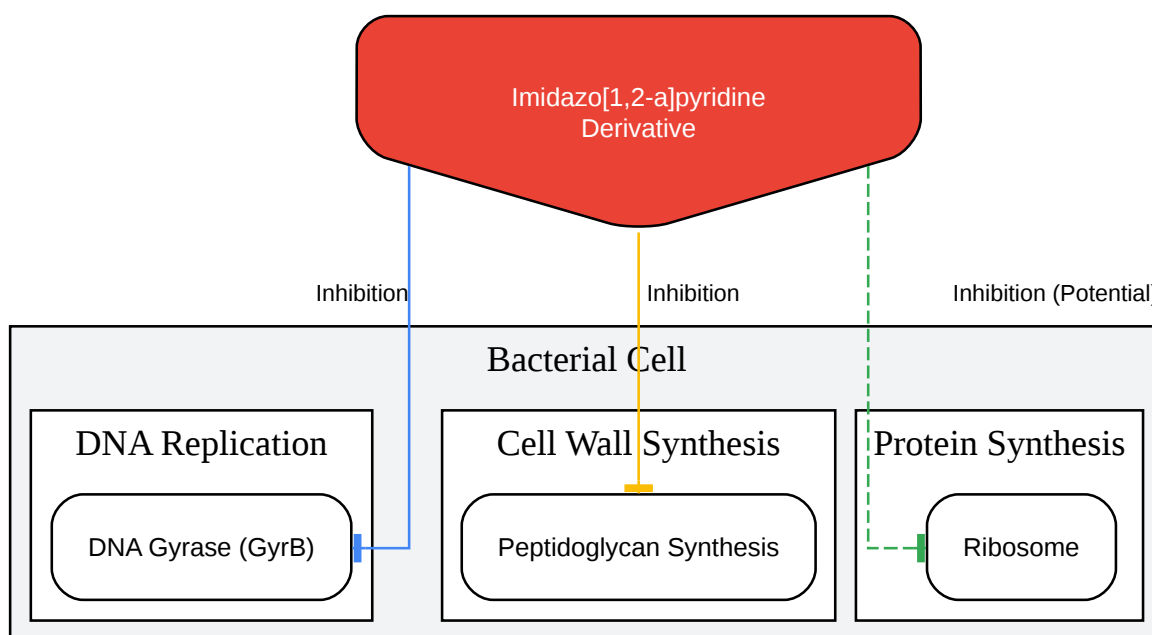 Imidazo[1,2-a]pyridine
Derivative
Inhibition
Inhibition
Inhibition (Potential)
Bacterial Cell
DNA Replication
Cell Wall Synthesis
Protein Synthesis
DNA Gyrase (GyrB)
Peptidoglycan Synthesis
Ribosome